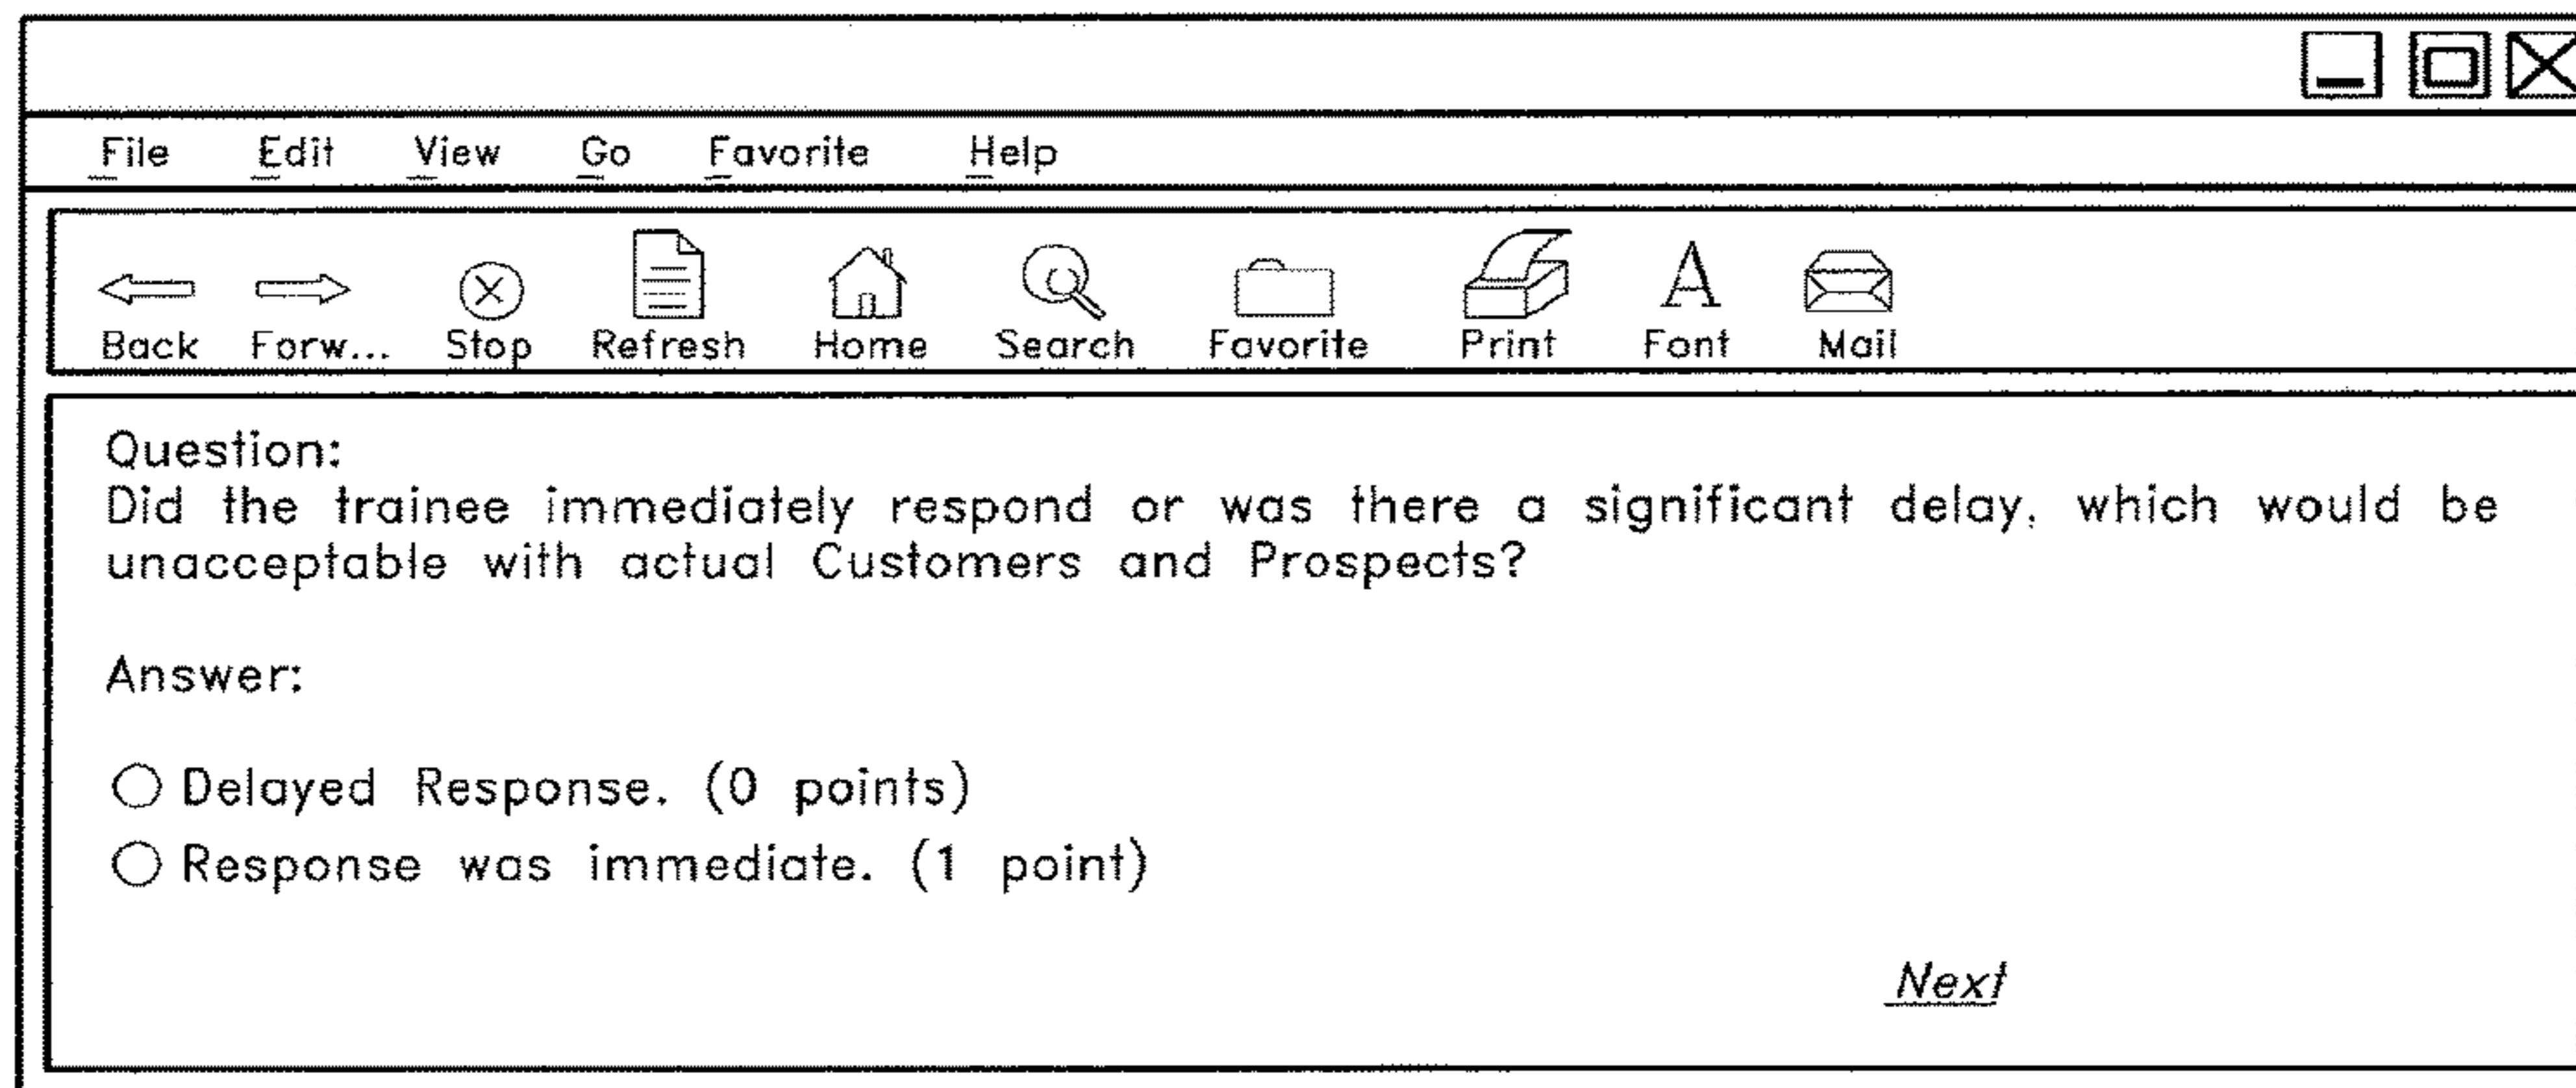 File Edit View Go Favorite Help
Back Forw... Stop Refresh Home Search Favorite Print Font Mail
Question:
Did the trainee immediately respond or was there a significant delay, which would be
unacceptable with actual Customers and Prospects?
Answer:
Delayed Response. (0 points)
Response was immediate. (1 point)
Next